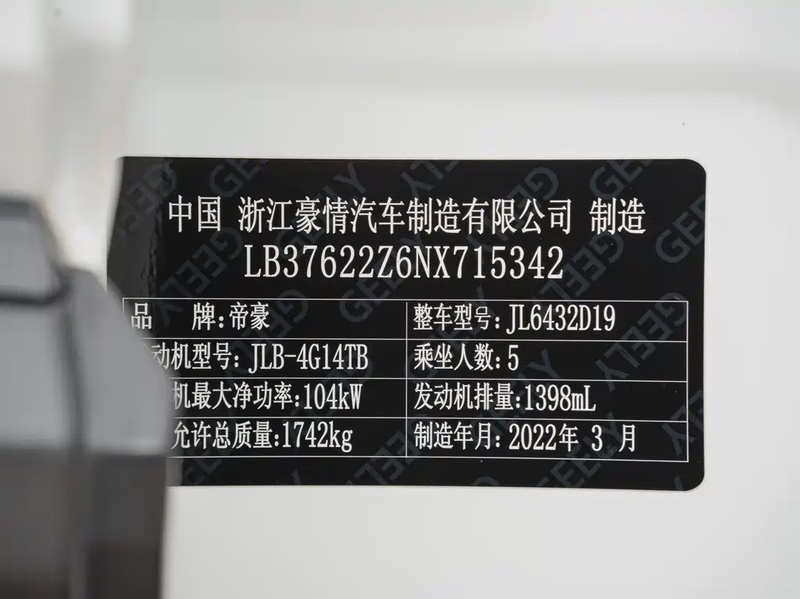 中国 浙江豪情汽车制造有限公司 制造
LB37622Z6NX715342
品 牌:帝豪 整车型号:JL6432D19
动机型号:JLB-4G14TB 乘坐人数:5
机最大净功率:104kW 发动机排量:1398mL
允许总质量:1742kg 制造年月:2022年 3 月
GEELY